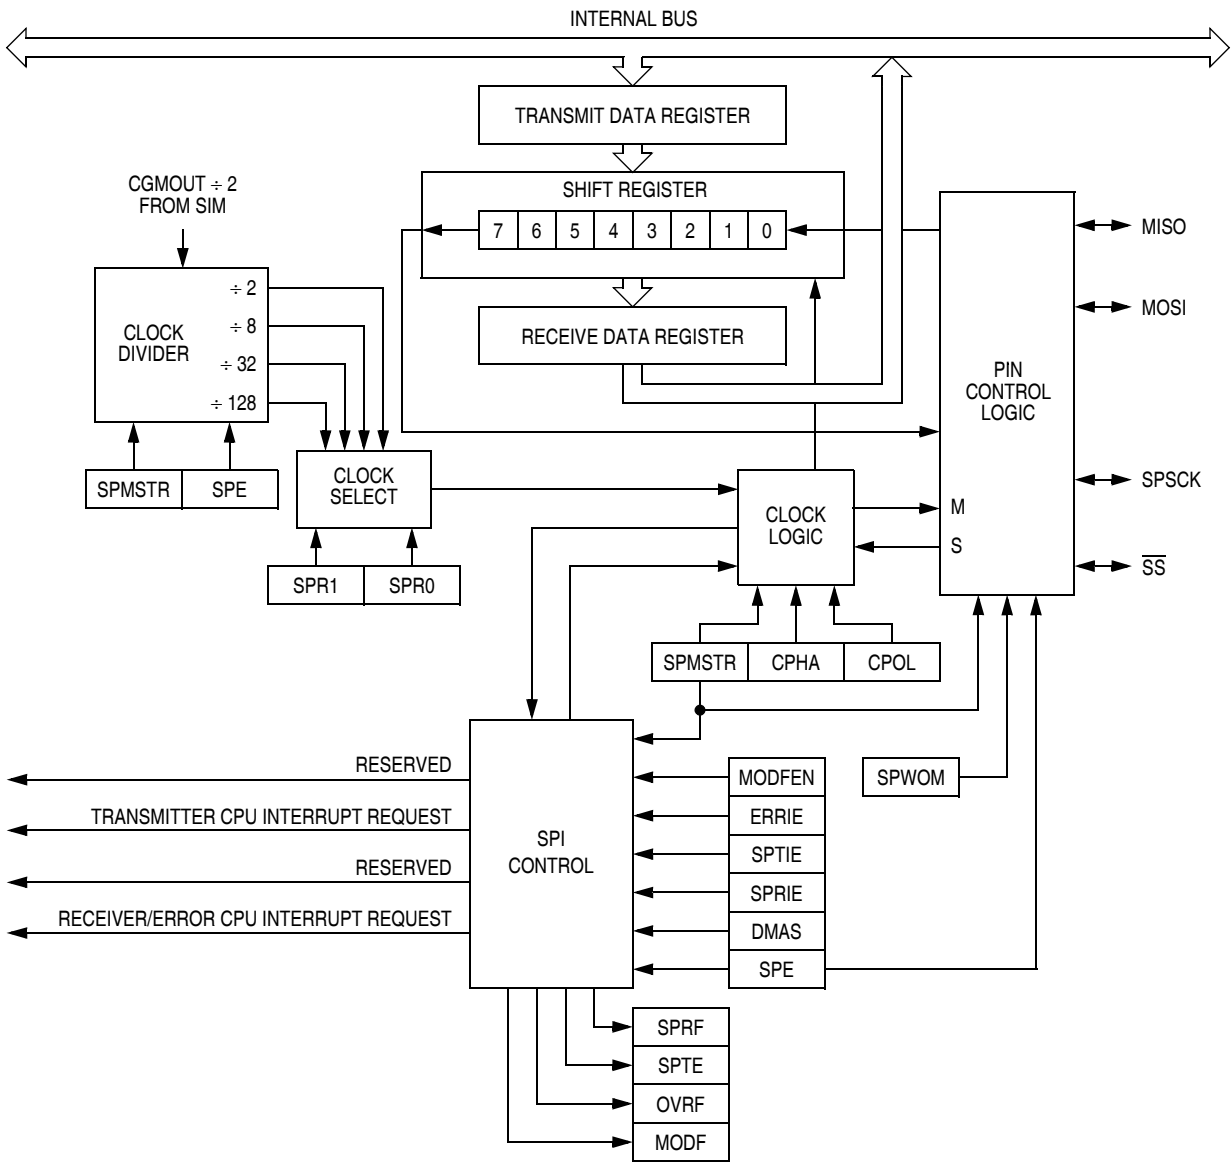 INTERNAL BUS
TRANSMIT DATA REGISTER
CGMOUT ÷ 2
FROM SIM
SHIFT REGISTER
7 6 5 4 3 2 1 0
MISO
÷ 2
CLOCK
DIVIDER
÷ 8
÷ 32
÷ 128
RECEIVE DATA REGISTER
MOSI
PIN
CONTROL
LOGIC
SPMSTR SPE
CLOCK
SELECT
SPSCK
CLOCK
LOGIC
M
S
SPR1 SPR0
SS
SPMSTR CPHA CPOL
RESERVED
TRANSMITTER CPU INTERRUPT REQUEST
RESERVED
RECEIVER/ERROR CPU INTERRUPT REQUEST
SPI
CONTROL
MODFEN
ERRIE
SPTIE
SPRIE
DMAS
SPE
SPWOM
SPRF
SPTE
OVRF
MODF